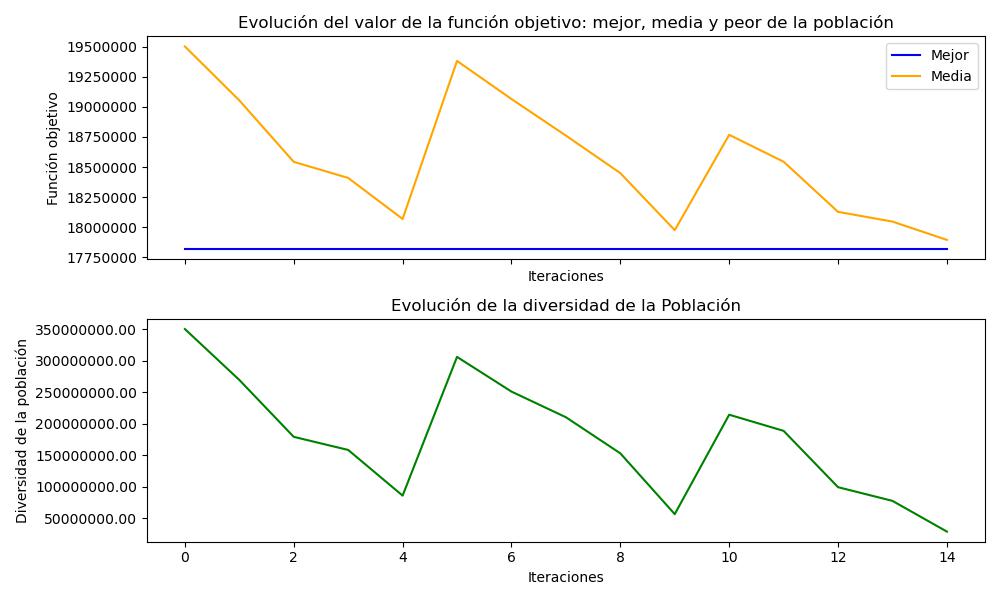 Evolución del valor de la función objetivo: mejor, media y peor de la población
Función objetivo
19500000
19250000
19000000
18750000
18500000
18250000
18000000
17750000
Mejor
Media
Iteraciones
Evolución de la diversidad de la Población
Diversidad de la población
350000000.00
300000000.00
250000000.00
200000000.00
150000000.00
100000000.00
50000000.00
0 2 4 6 8 10 12 14
Iteraciones